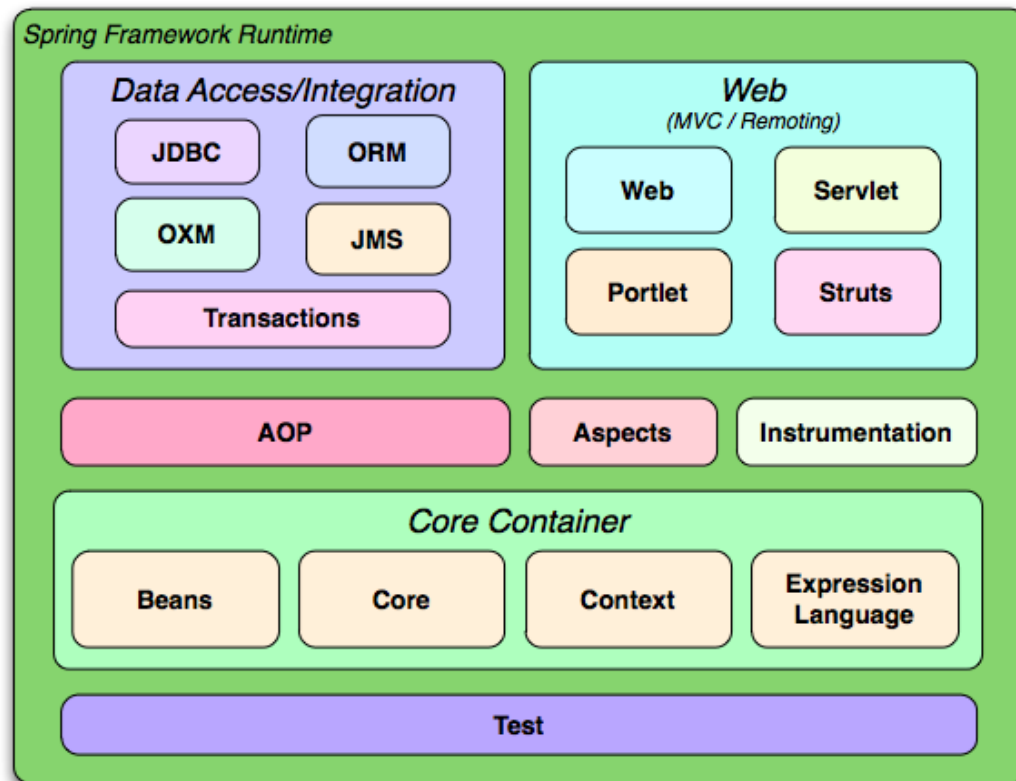 Spring Framework Runtime
Data Access/Integration
JDBC
ORM
OXM
JMS
Transactions
Web
(MVC / Remoting)
Web
Servlet
Portlet
Struts
AOP
Aspects
Instrumentation
Core Container
Beans
Core
Context
Expression
Language
Test